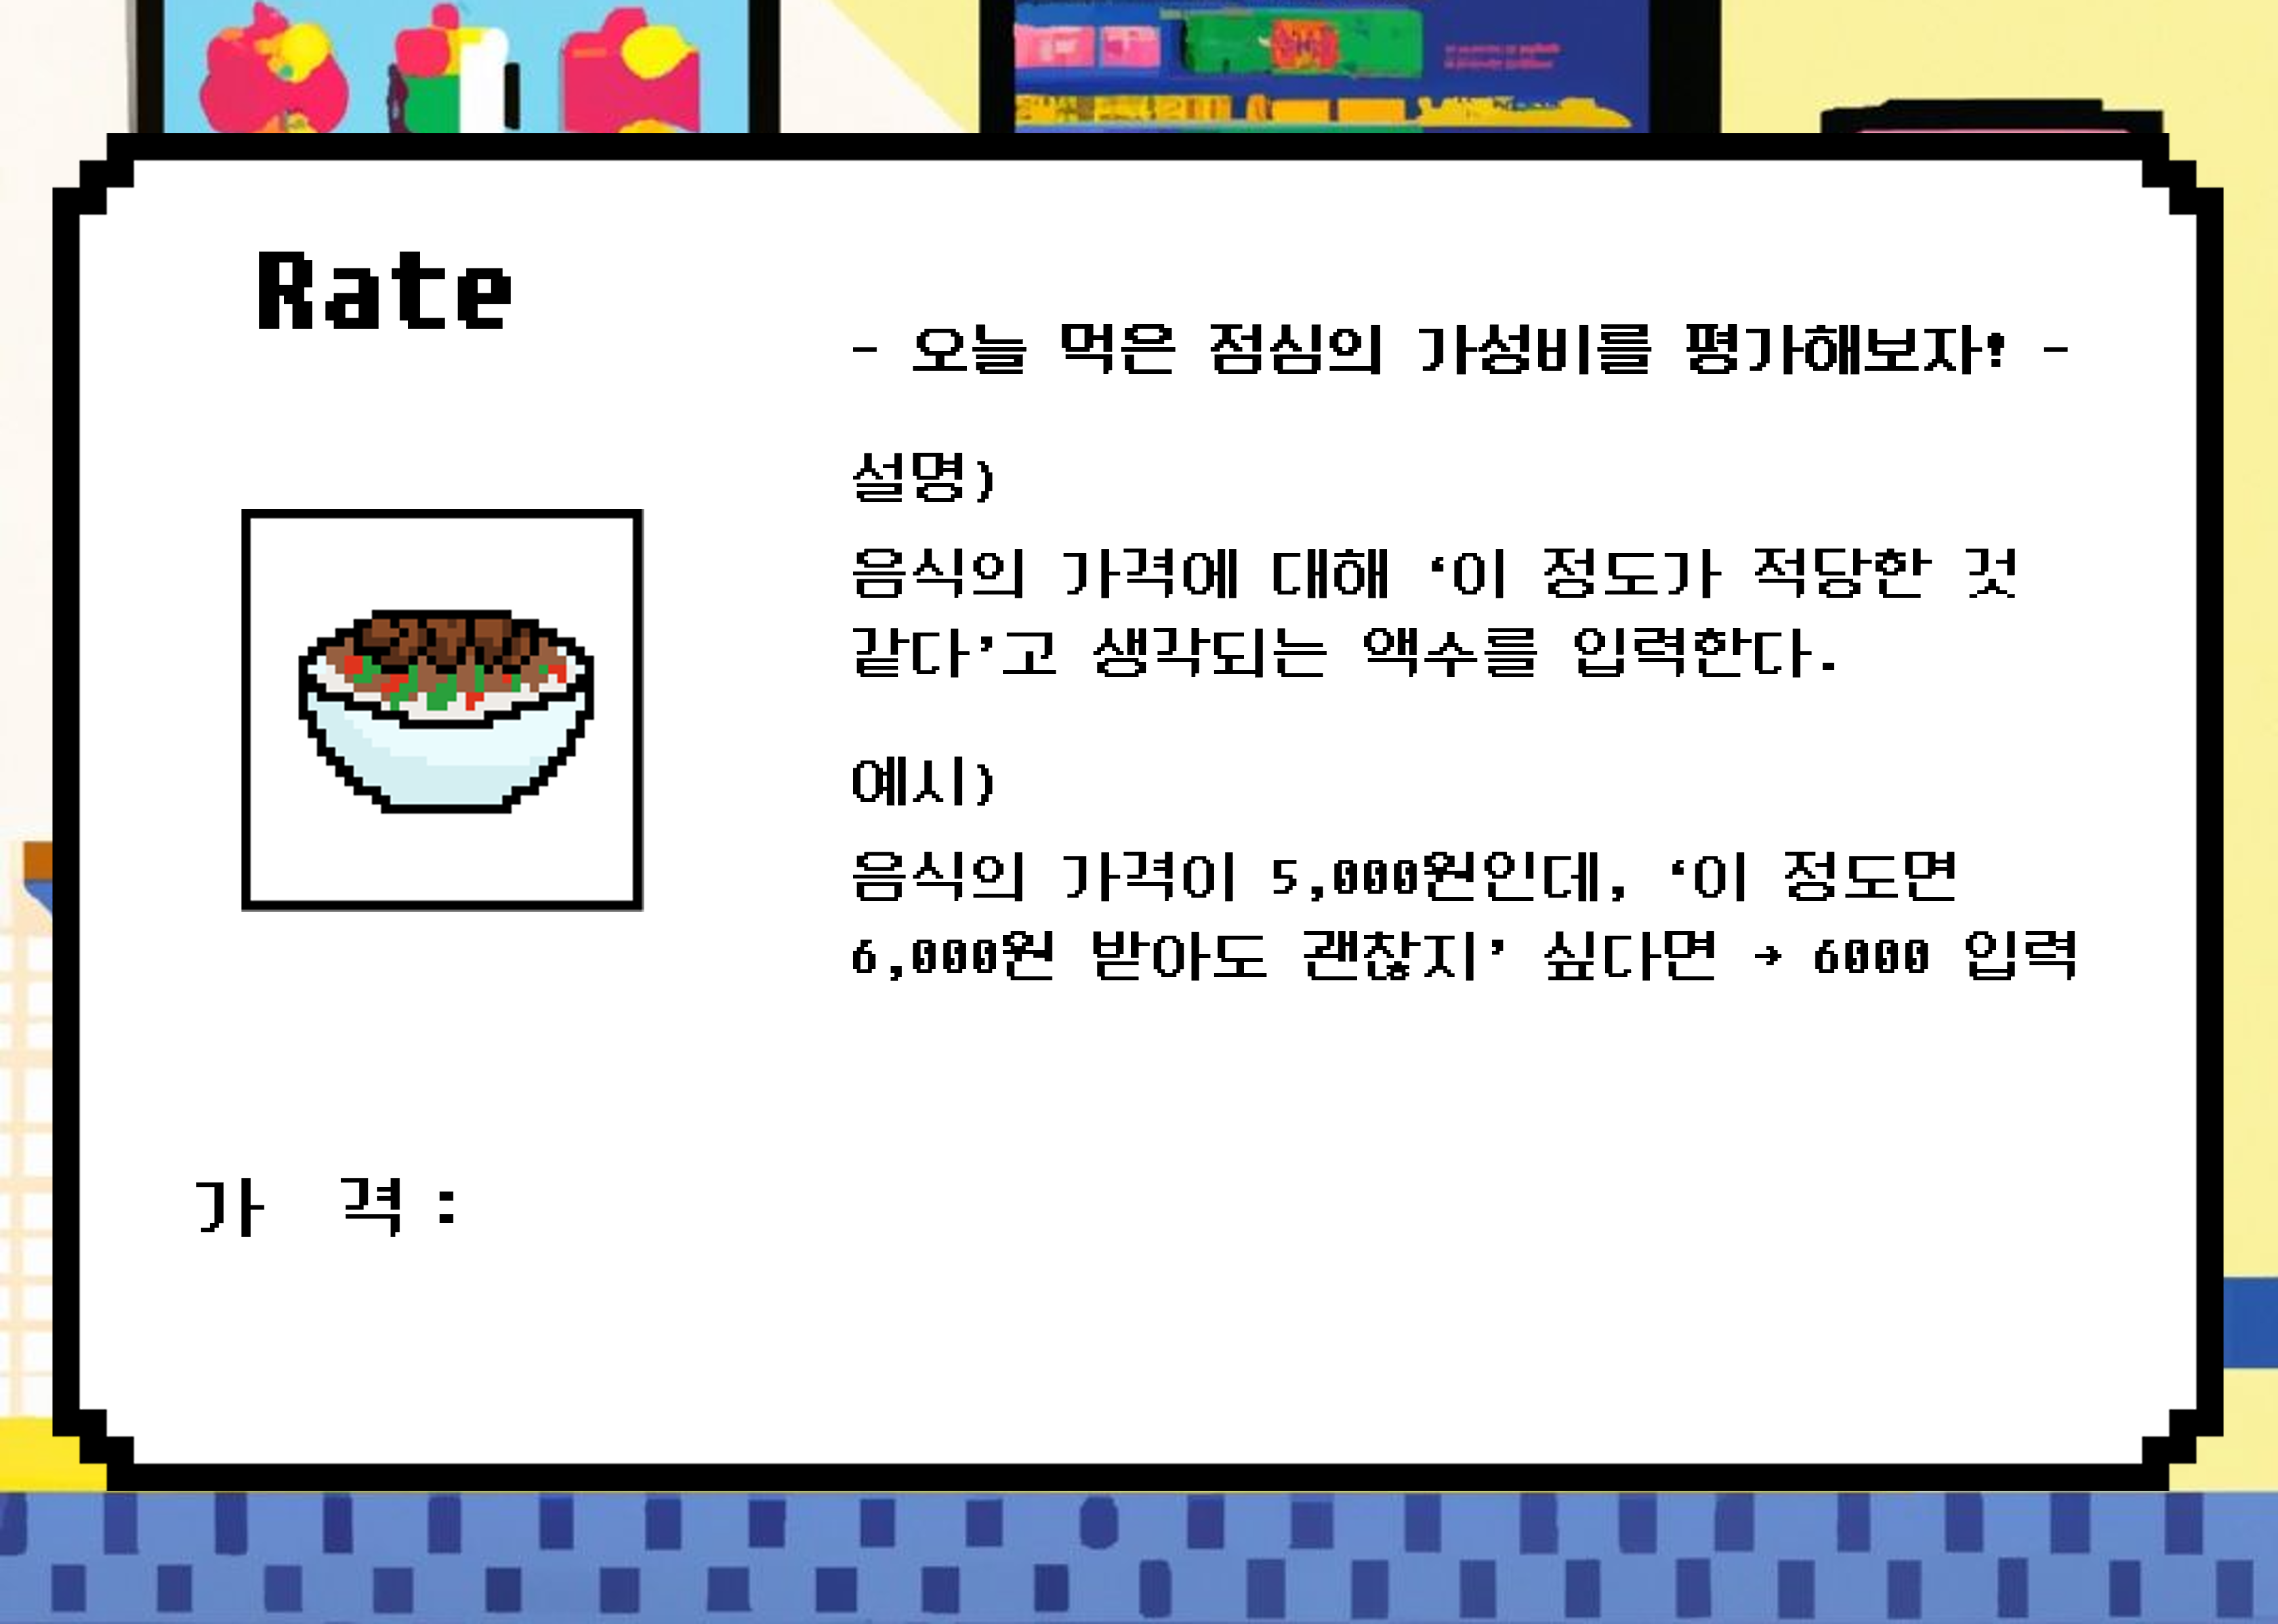 Rate
- 오늘 먹은 점심의 가성비를 평가해보자! -
설명)
음식의 가격에 대해 ‘이 정도가 적당한 것
같다’고 생각되는 액수를 입력한다.
예시)
음식의 가격이 5,000원인데, ‘이 정도면
6,000원 받아도 괜찮지’ 싶다면 → 6000 입력
가 격 :